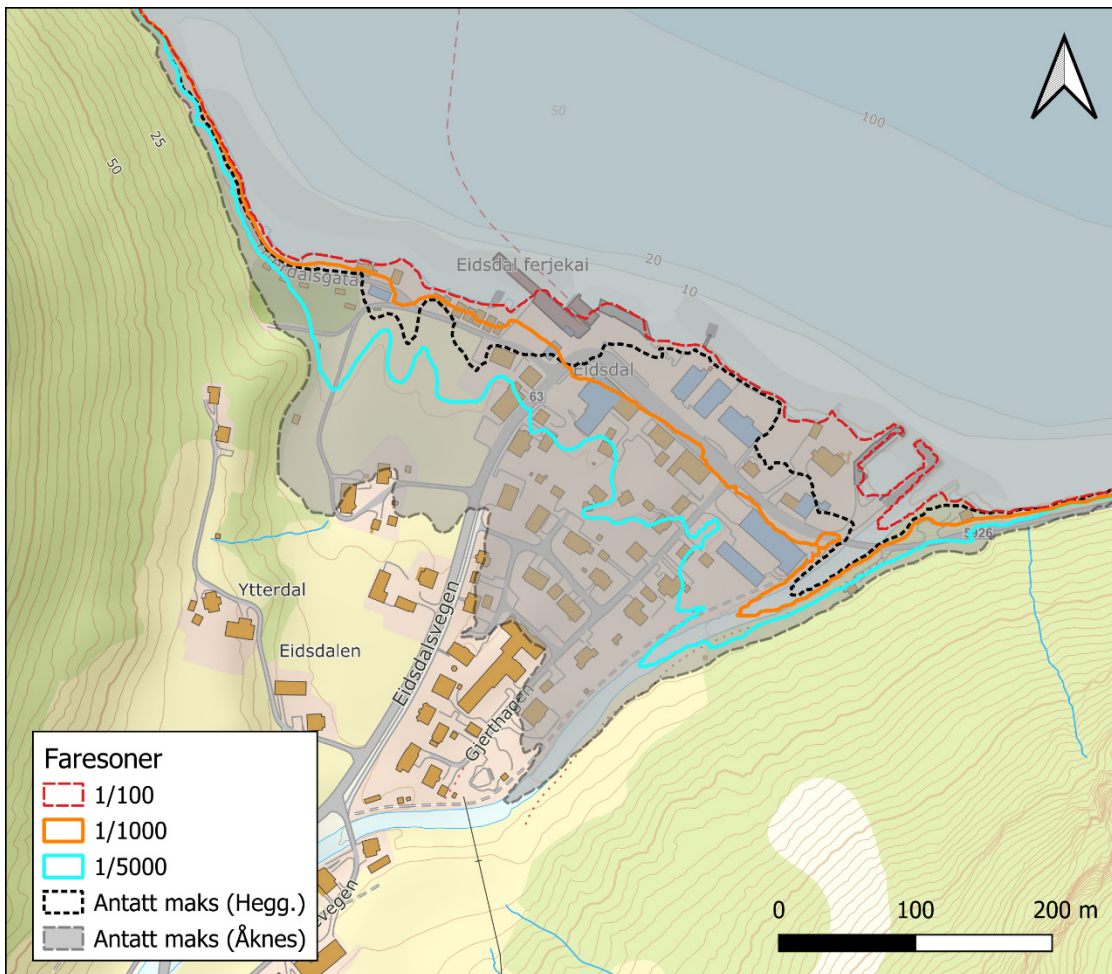 100
50
25
50
20
10
Eidsdal ferjekai
Eidsdal
63
5926
Ytterdal
Eidsdalen
Eidsdalsvegen
Gjerthagen
Faresoner
1/100
1/1000
1/5000
Antatt maks (Hegg.)
Antatt maks (Åknes)
0 100 200 m